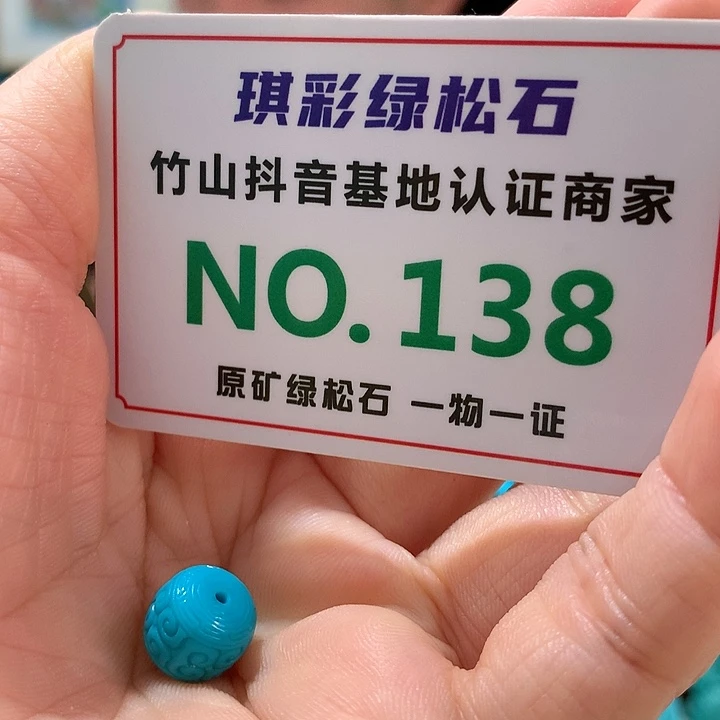 琪彩绿松石
竹山抖音基地认证商家
NO.138
原矿绿松石 一物一证